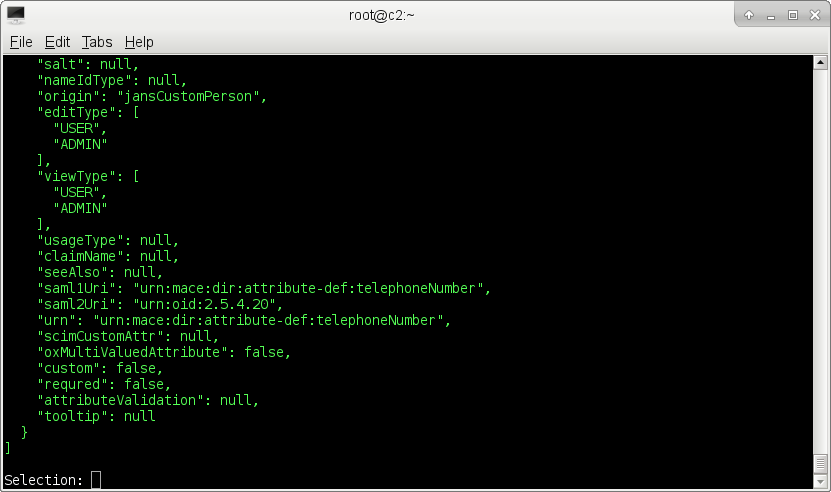 root@c2:~
File Edit Tabs Help
"salt": null,
"nameIdType": null,
"origin": "jansCustomPerson",
"editType": [
"USER",
"ADMIN"
],
"viewType": [
"USER",
"ADMIN"
],
"usageType": null,
"claimName": null,
"seeAlso": null,
"saml1Uri": "urn:mace:dir:attribute-def:telephoneNumber",
"saml2Uri": "urn:oid:2.5.4.20",
"urn": "urn:mace:dir:attribute-def:telephoneNumber",
"scimCustomAttr": null,
"oxMultiValuedAttribute": false,
"custom": false,
"requred": false,
"attributeValidation": null,
"tooltip": null
}
]
Selection: